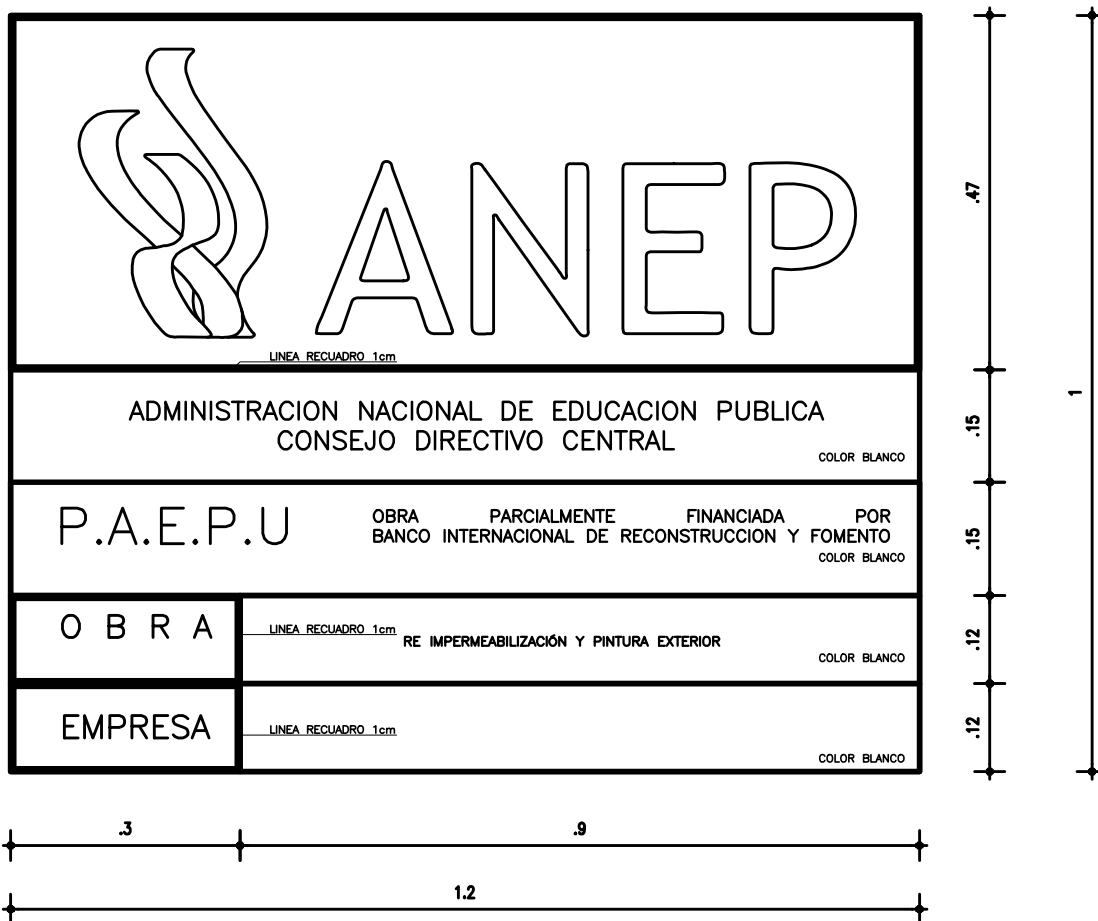 ANEP
LINEA RECUADRO 1cm
ADMINISTRACION NACIONAL DE EDUCACION PUBLICA
CONSEJO DIRECTIVO CENTRAL
COLOR BLANCO
P.A.E.P.U
OBRA PARCIALMENTE FINANCIADA POR
BANCO INTERNACIONAL DE RECONSTRUCCION Y FOMENTO
COLOR BLANCO
O B R A
LINEA RECUADRO 1cm
RE IMPERMEABILIZACIÓN Y PINTURA EXTERIOR
COLOR BLANCO
EMPRESA
LINEA RECUADRO 1cm
COLOR BLANCO
.47
.15
.15
.12
.12
1
.3
.9
1.2